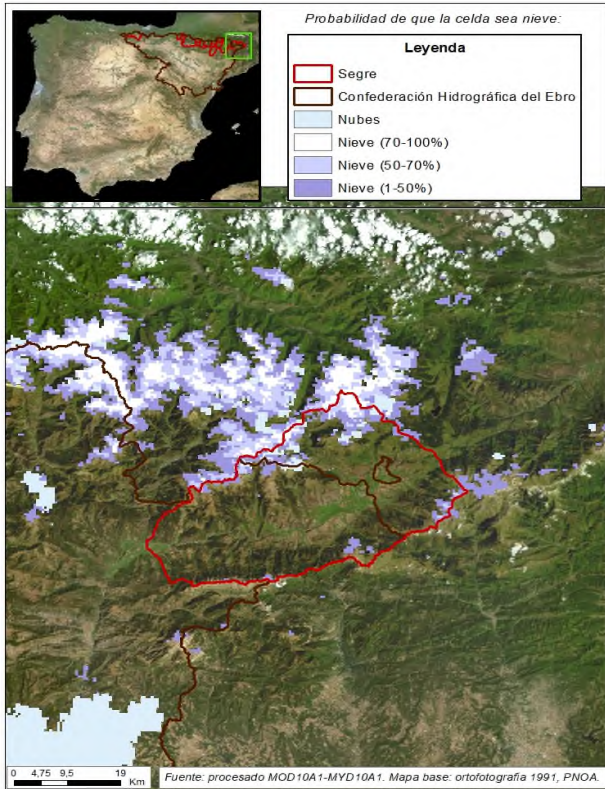 Probabilidad de que la celda sea nieve:
Leyenda
Segre
Confederación Hidrográfica del Ebro
Nubes
Nieve (70-100%)
Nieve (50-70%)
Nieve (1-50%)
0 4,75 9,5 19
Km
Fuente: procesado MOD10A1-MYD10A1. Mapa base: ortofotografía 1991, PNOA.